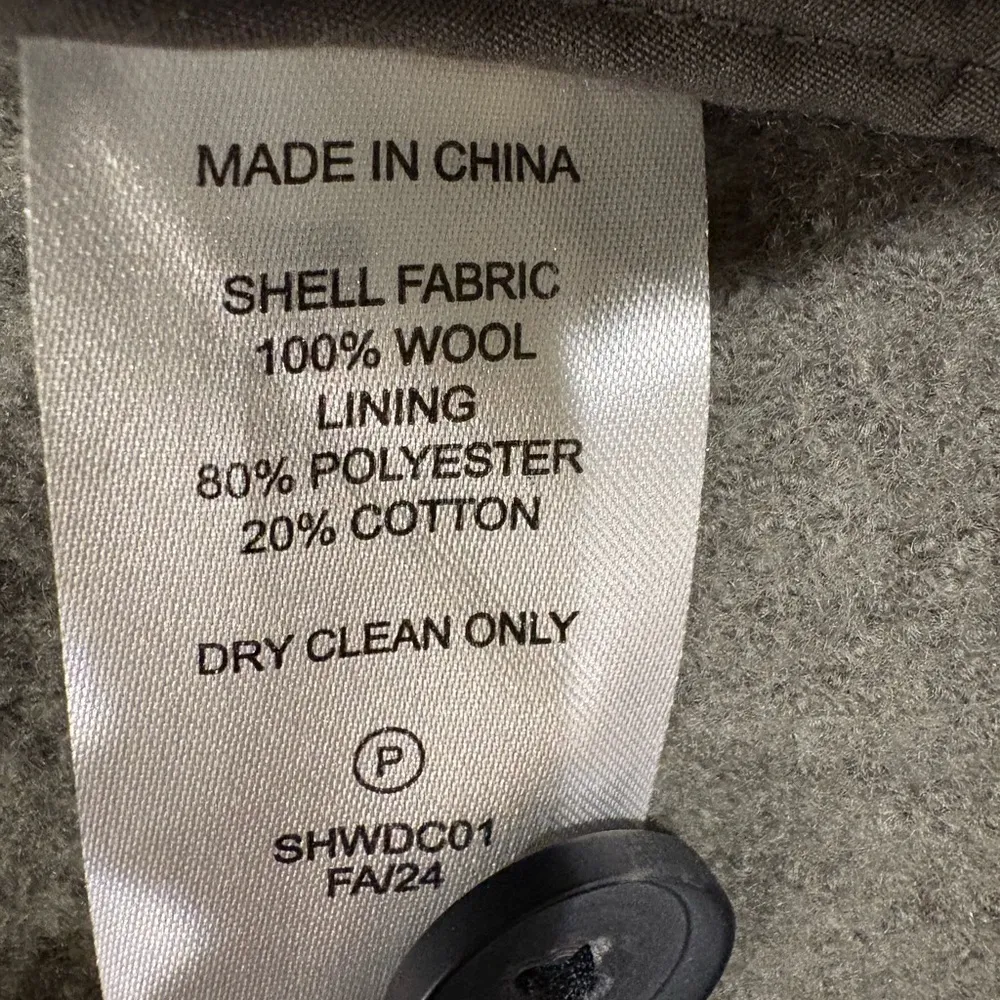 MADE IN CHINA
SHELL FABRIC
100% WOOL
LINING
80% POLYESTER
20% COTTON
DRY CLEAN ONLY
P
SHWDC01
FA/24